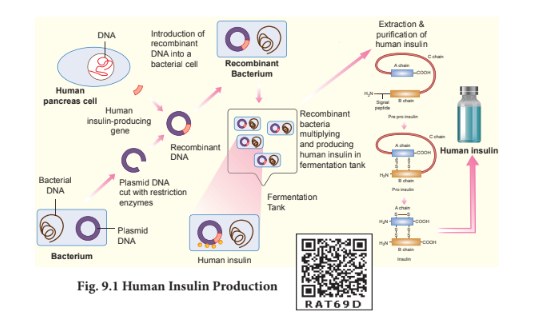 DNA
Human
pancreas cell
Human
insulin-producing
gene
Introduction of
recombinant
DNA into a
bacterial cell
Recombinant
Bacterium
Recombinant
DNA
Plasmid DNA
cut with restriction
enzymes
Bacterial
DNA
Plasmid
DNA
Bacterium
Recombinant
bacteria
multiplying
and producing
human insulin in
fermentation tank
Fermentation
Tank
Human insulin
Extraction &
purification of
human insulin
C chain
A chain
COOH
H₂N
Signal
peptide
B chain
Pre pro insulin
C chain
A chain
COOH
S S
S S
H₂N
B chain
Pro insulin
A chain
S S
H₂N
COOH
S S
S S
H₂N
COOH
B chain
Insulin
Human insulin
Fig. 9.1 Human Insulin Production
RAT69D